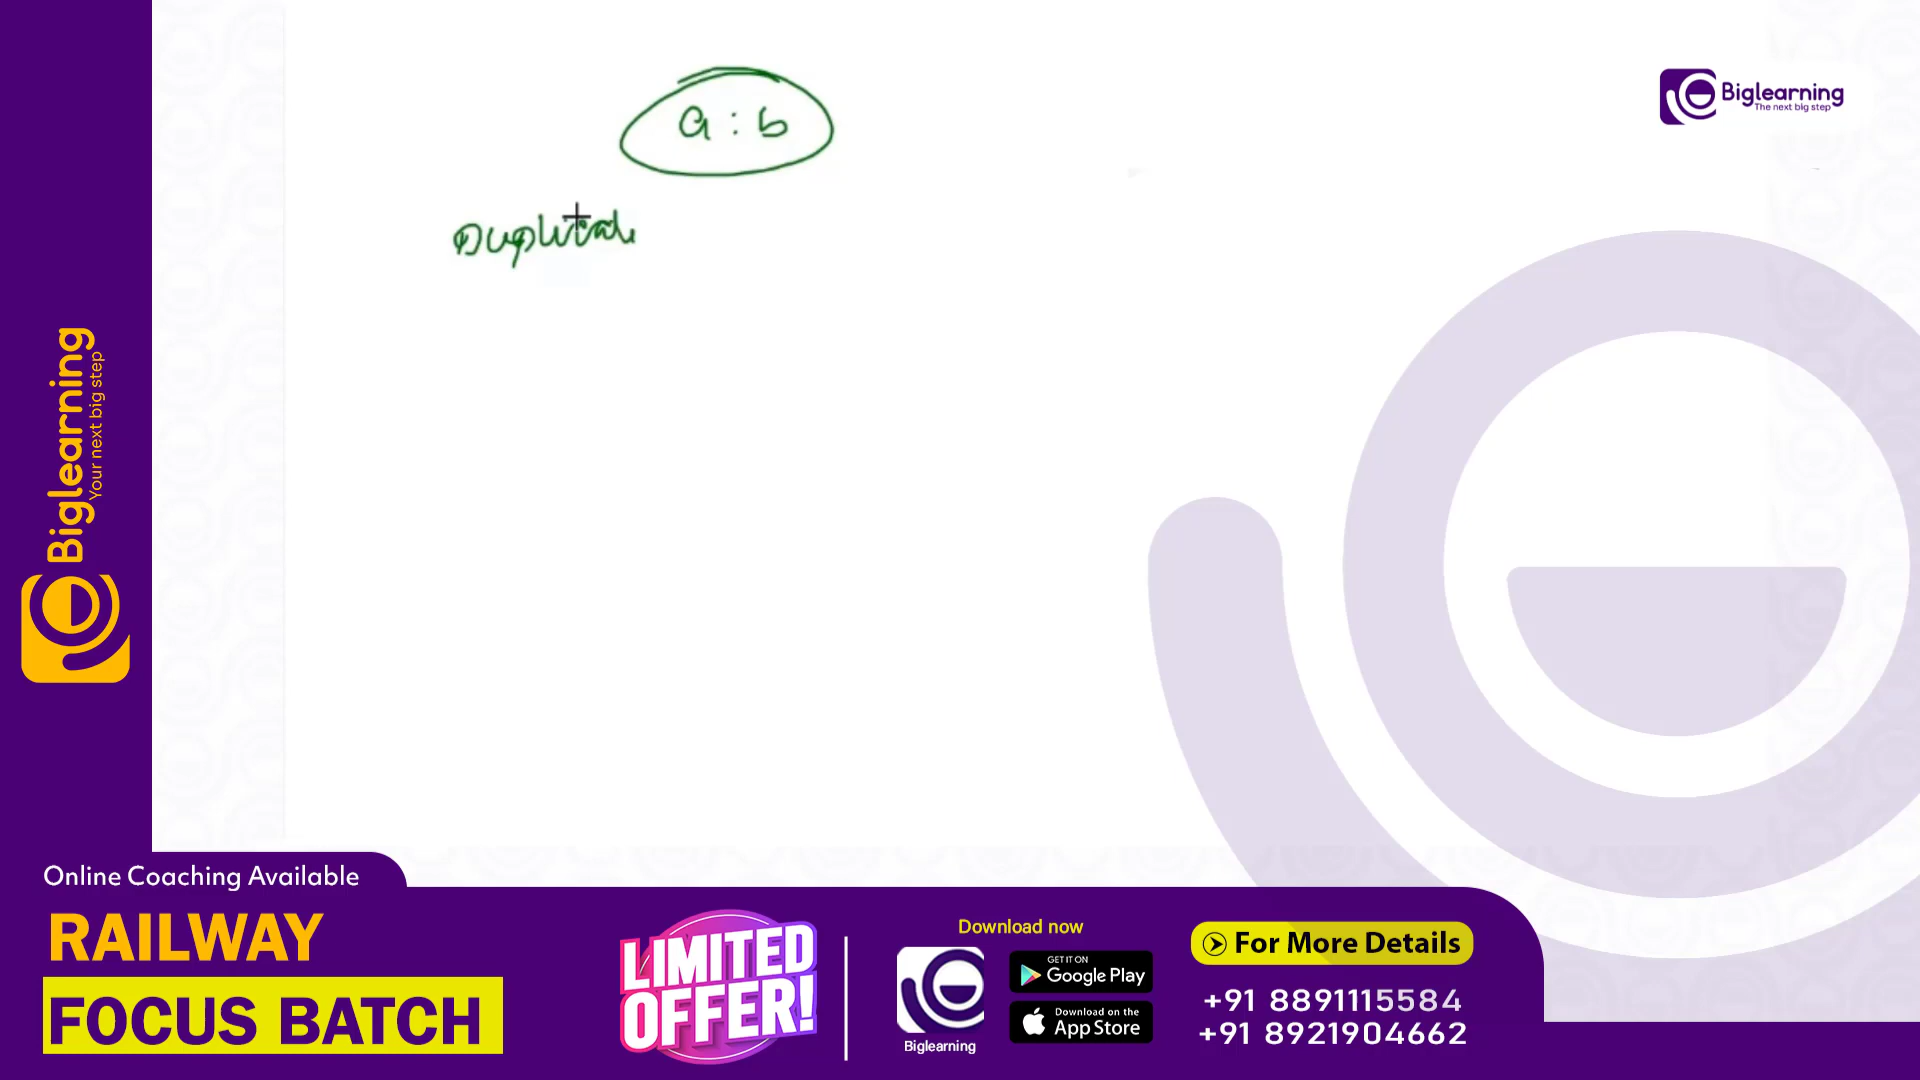 a : b
Biglearning
The next big step
Duplicate
Biglearning
Your next big step
Online Coaching Available
RAILWAY
FOCUS BATCH
LIMITED
OFFER!
Download now
Biglearning
GET IT ON
Google Play
Download on the
App Store
For More Details
+91 8891115584
+91 8921904662